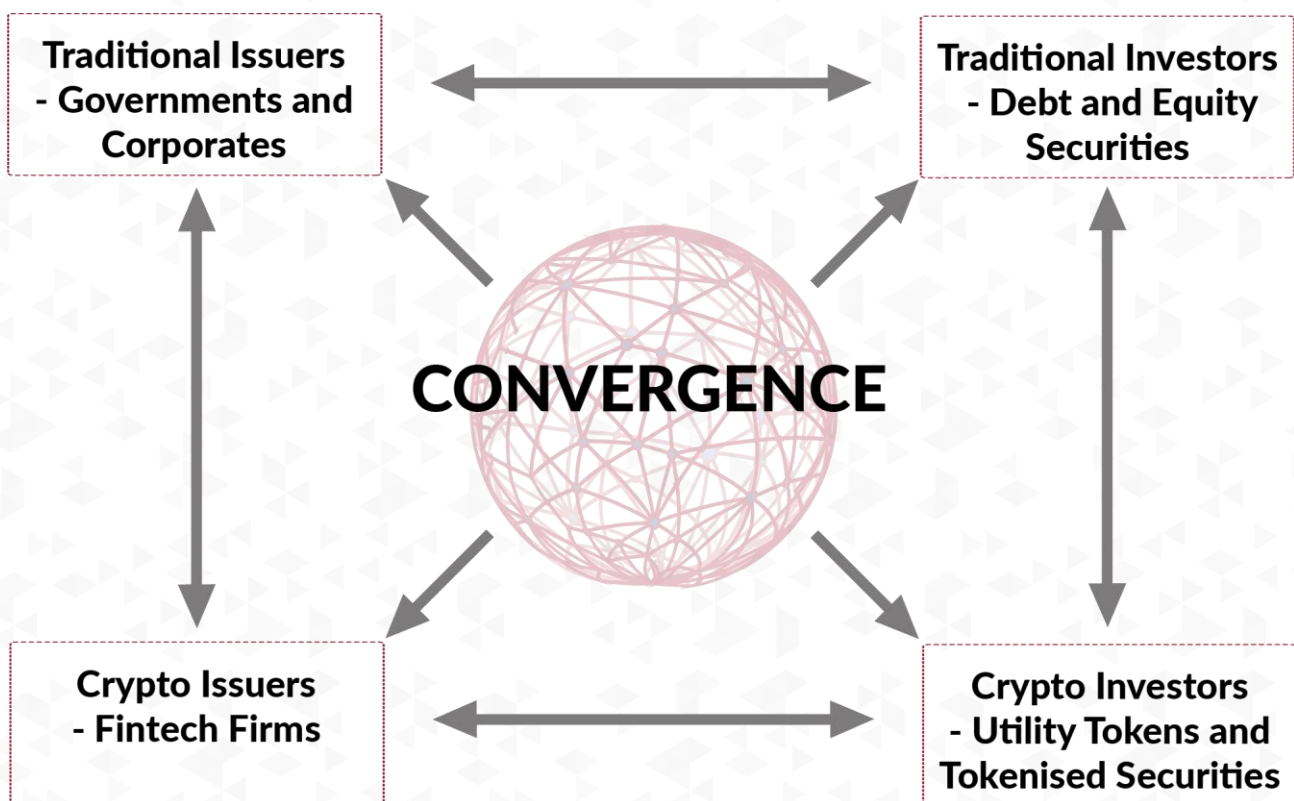 Traditional Issuers
- Governments and
Corporates
Traditional Investors
- Debt and Equity
Securities
CONVERGENCE
Crypto Issuers
- Fintech Firms
Crypto Investors
- Utility Tokens and
Tokenised Securities